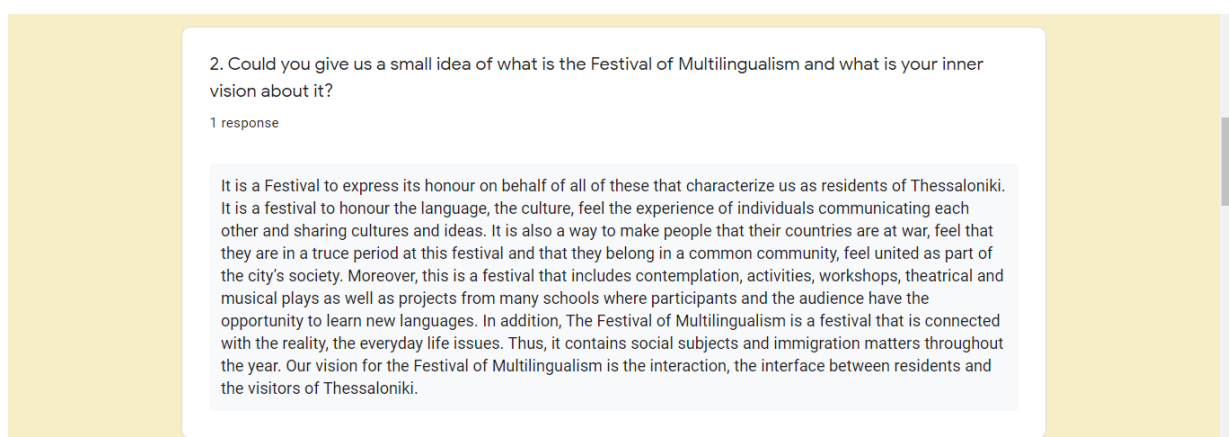 2. Could you give us a small idea of what is the Festival of Multilingualism and what is your inner
vision about it?
1 response
It is a Festival to express its honour on behalf of all of these that characterize us as residents of Thessaloniki.
It is a festival to honour the language, the culture, feel the experience of individuals communicating each
other and sharing cultures and ideas. It is also a way to make people that their countries are at war, feel that
they are in a truce period at this festival and that they belong in a common community, feel united as part of
the city's society. Moreover, this is a festival that includes contemplation, activities, workshops, theatrical and
musical plays as well as projects from many schools where participants and the audience have the
opportunity to learn new languages. In addition, The Festival of Multilingualism is a festival that is connected
with the reality, the everyday life issues. Thus, it contains social subjects and immigration matters throughout
the year. Our vision for the Festival of Multilingualism is the interaction, the interface between residents and
the visitors of Thessaloniki.